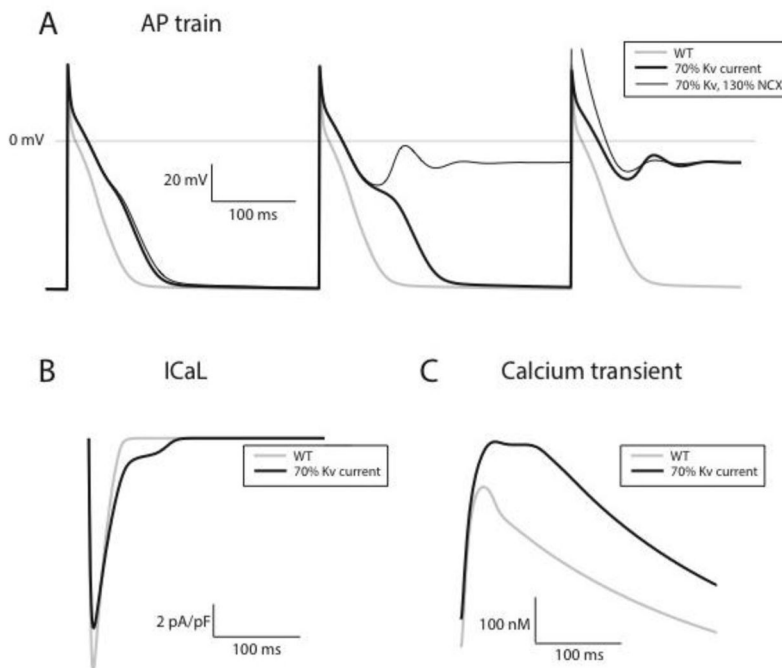 A
AP train
WT
70% Kv current
70% Kv, 130% NCX
0 mV
20 mV
100 ms
B
ICaL
WT
70% Kv current
2 pA/pF
100 ms
C
Calcium transient
WT
70% Kv current
100 nM
100 ms